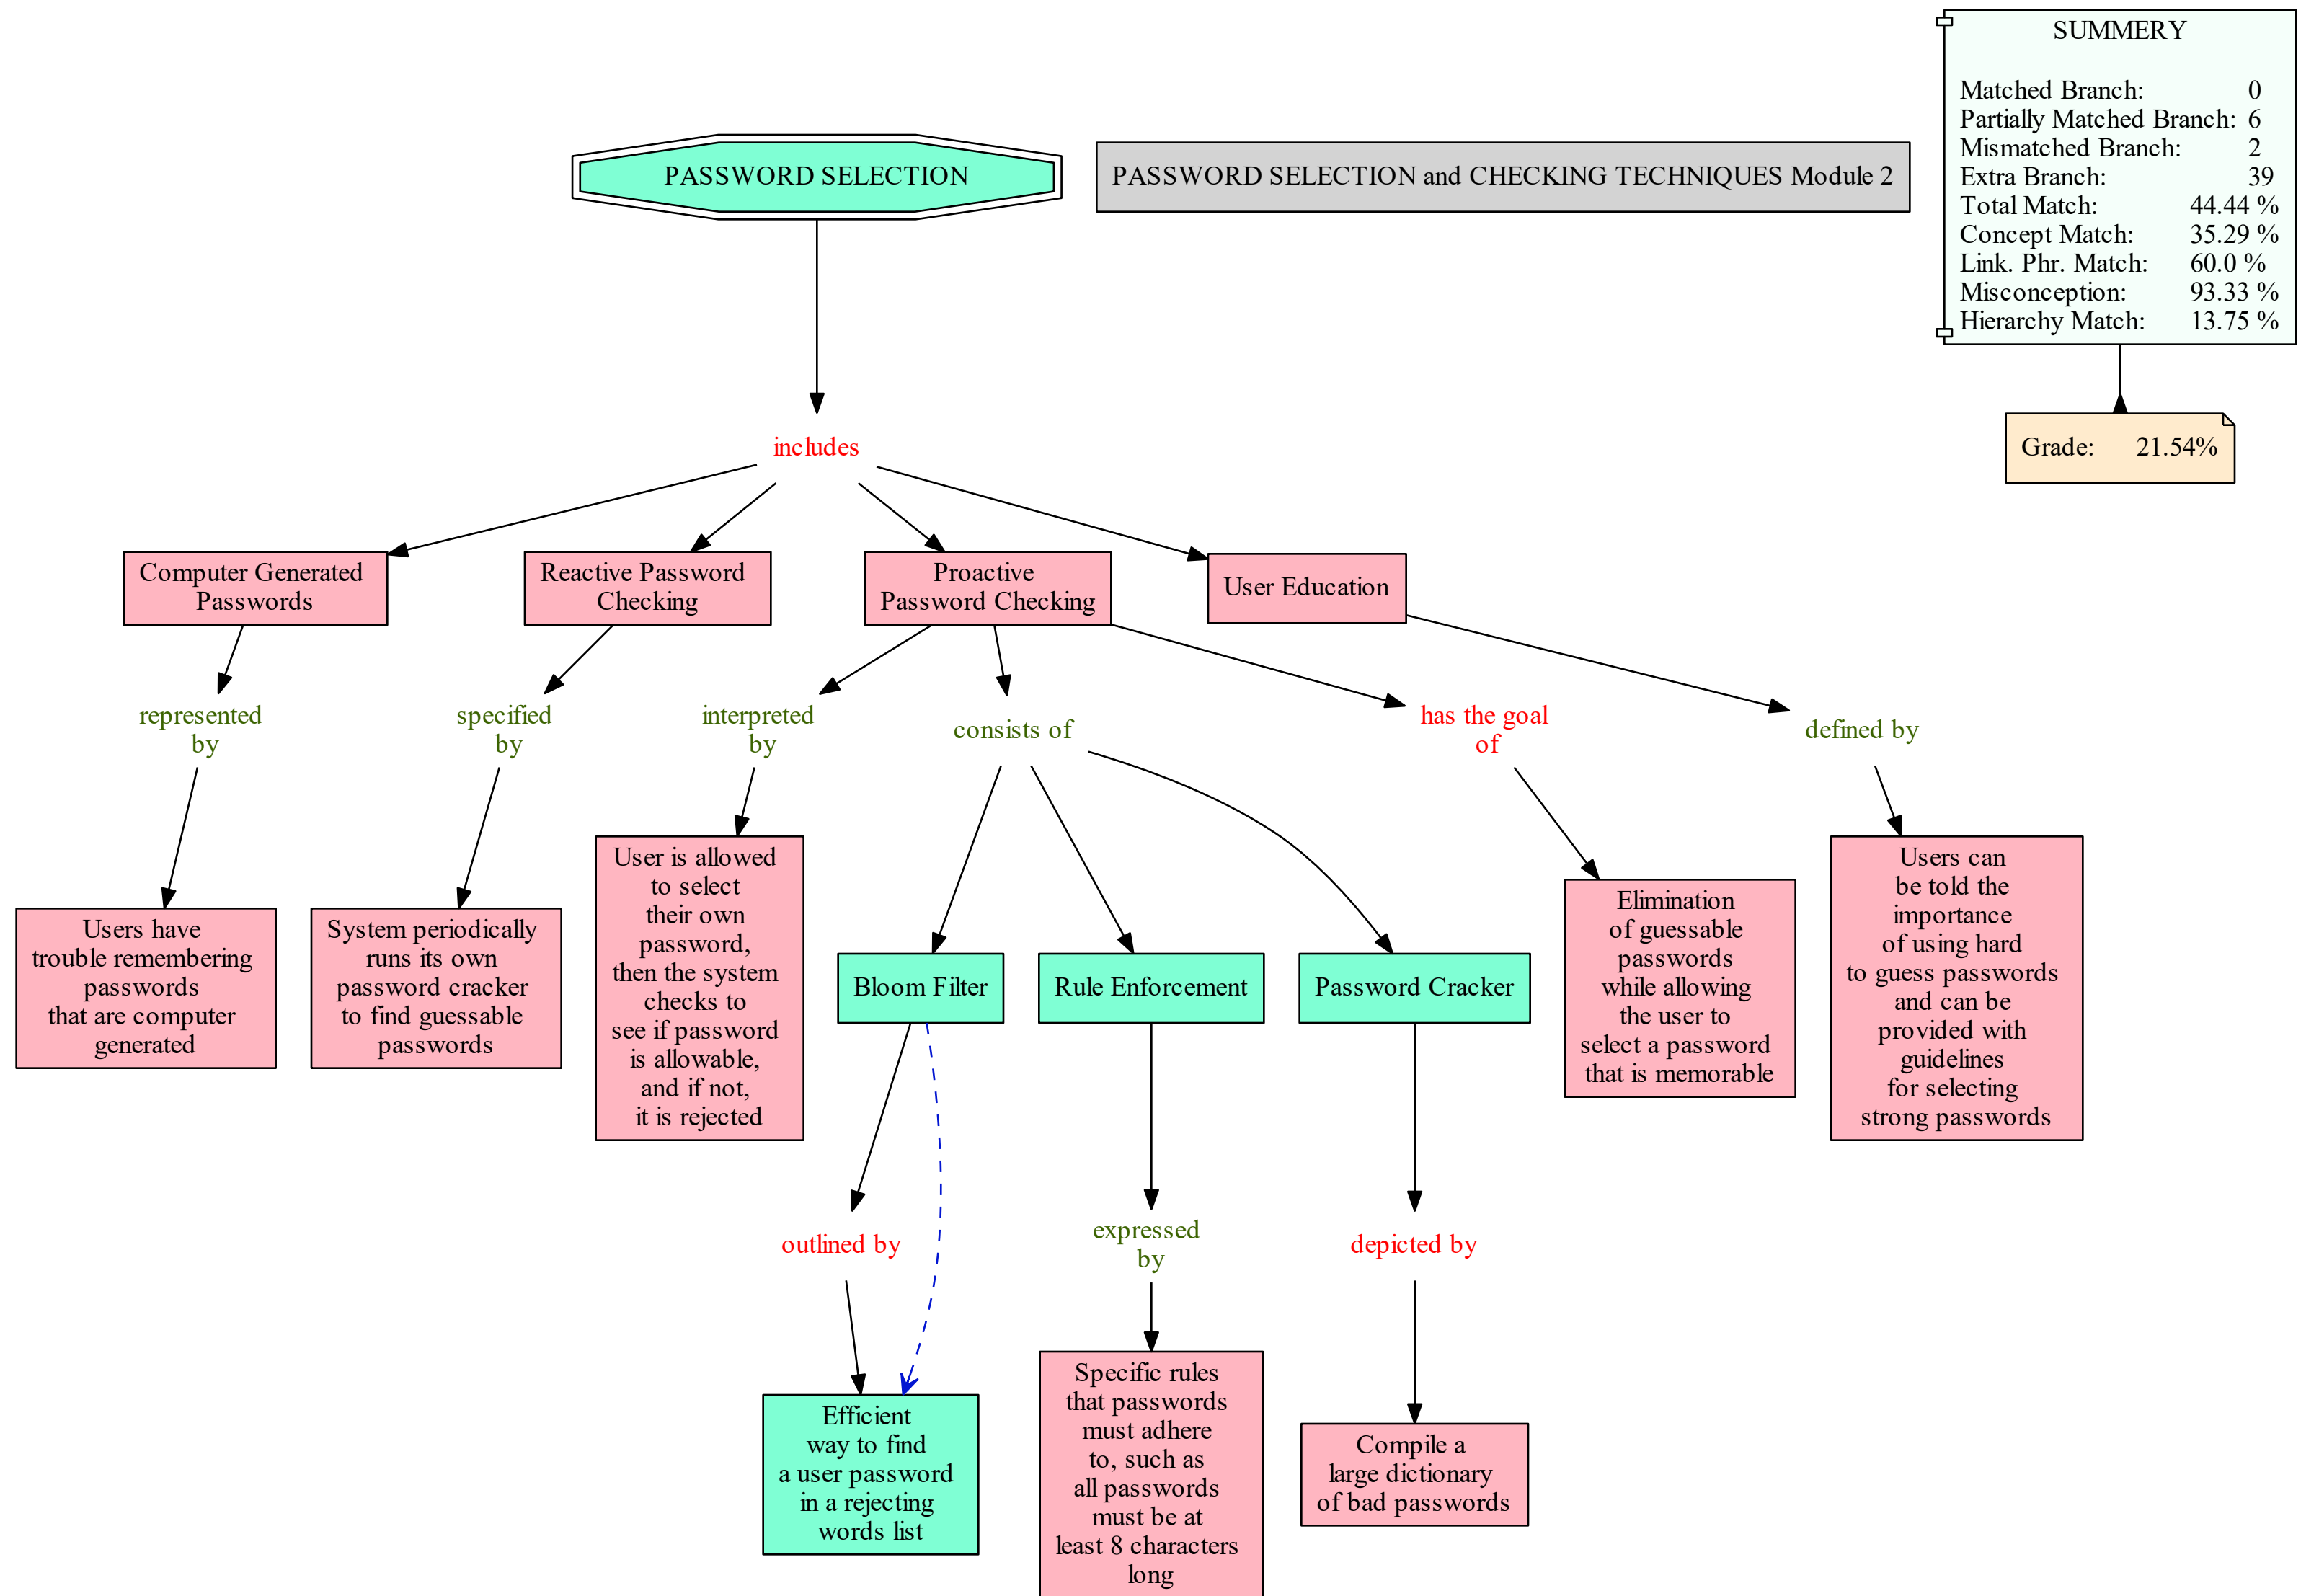 SUMMERY
Matched Branch: 0
Partially Matched Branch: 6
Mismatched Branch: 2
Extra Branch: 39
Total Match: 44.44 %
Concept Match: 35.29 %
Link. Phr. Match: 60.0 %
Misconception: 93.33 %
Hierarchy Match: 13.75 %
PASSWORD SELECTION
PASSWORD SELECTION and CHECKING TECHNIQUES Module 2
includes
Grade: 21.54%
Computer Generated
Passwords
Reactive Password
Checking
Proactive
Password Checking
User Education
represented
by
specified
by
interpreted
by
consists of
has the goal
of
defined by
Users have
trouble remembering
passwords
that are computer
generated
System periodically
runs its own
password cracker
to find guessable
passwords
User is allowed
to select
their own
password,
then the system
checks to
see if password
is allowable,
and if not,
it is rejected
Bloom Filter
Rule Enforcement
Password Cracker
Elimination
of guessable
passwords
while allowing
the user to
select a password
that is memorable
Users can
be told the
importance
of using hard
to guess passwords
and can be
provided with
guidelines
for selecting
strong passwords
outlined by
expressed
by
depicted by
Efficient
way to find
a user password
in a rejecting
words list
Specific rules
that passwords
must adhere
to, such as
all passwords
must be at
least 8 characters
long
Compile a
large dictionary
of bad passwords